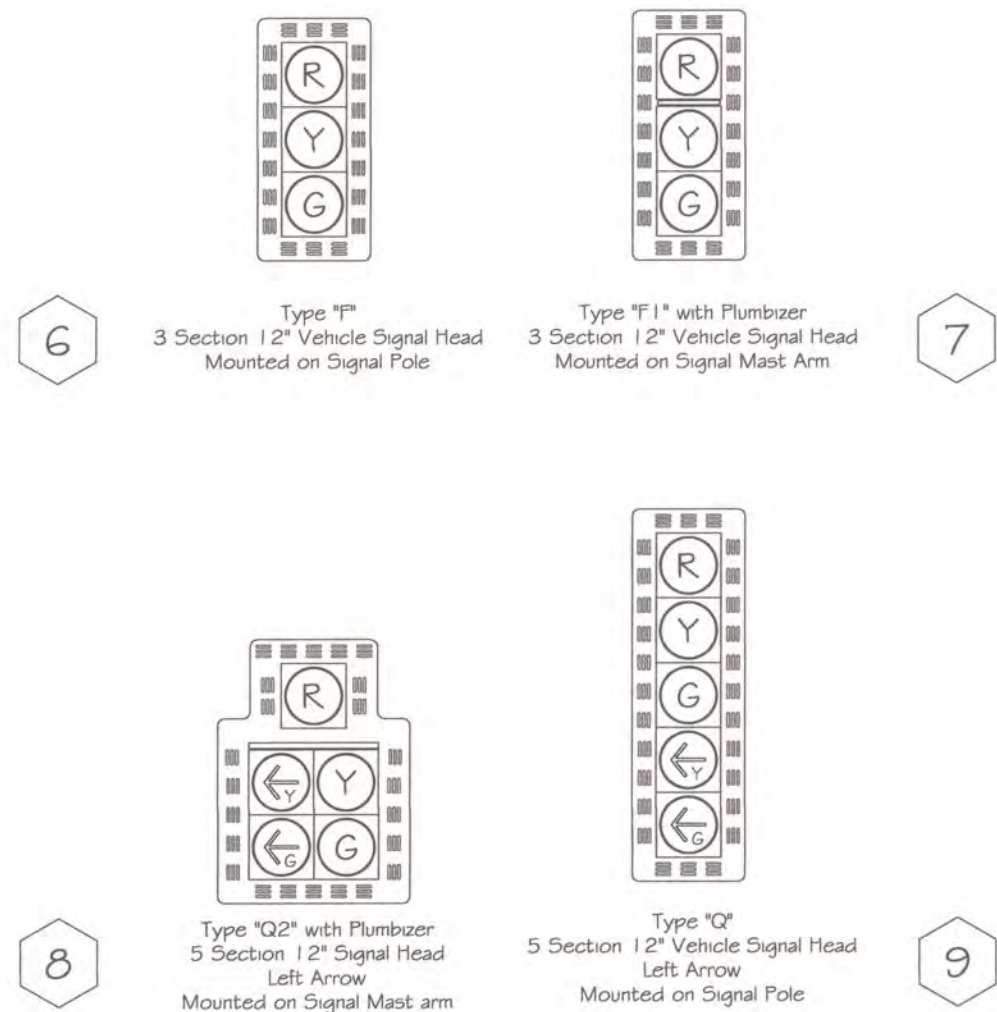 R
Y
G
R
Y
G
6
Type "F"
3 Section 12" Vehicle Signal Head
Mounted on Signal Pole
Type "F1" with Plumbizer
3 Section 12" Vehicle Signal Head
Mounted on Signal Mast Arm
7
R
Y
Y
G
G
R
Y
G
Y
G
8
Type "Q2" with Plumbizer
5 Section 12" Signal Head
Left Arrow
Mounted on Signal Mast arm
Type "Q"
5 Section 12" Vehicle Signal Head
Left Arrow
Mounted on Signal Pole
9